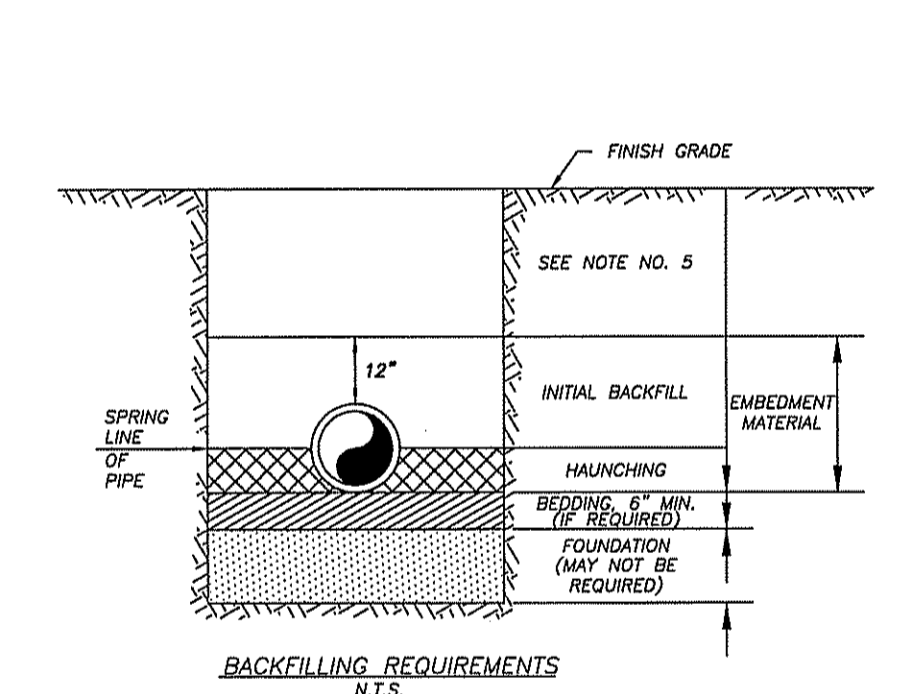 FINISH GRADE
SEE NOTE NO. 5
12"
INITIAL BACKFILL
EMBEDMENT
MATERIAL
SPRING
LINE
OF
PIPE
HAUNCHING
BEDDING, 6" MIN.
(IF REQUIRED)
FOUNDATION
(MAY NOT BE
REQUIRED)
BACKFILLING REQUIREMENTS
N.T.S.